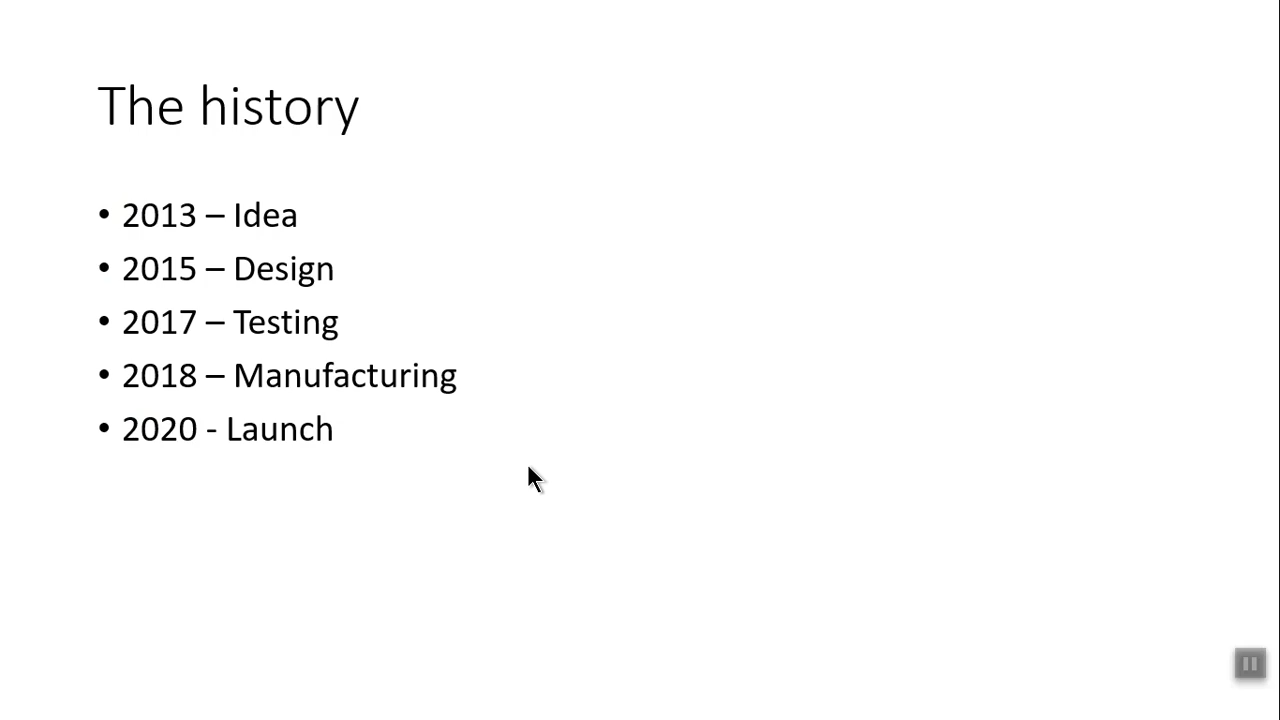 The history
• 2013 – Idea
• 2015 – Design
• 2017 – Testing
• 2018 – Manufacturing
• 2020 - Launch